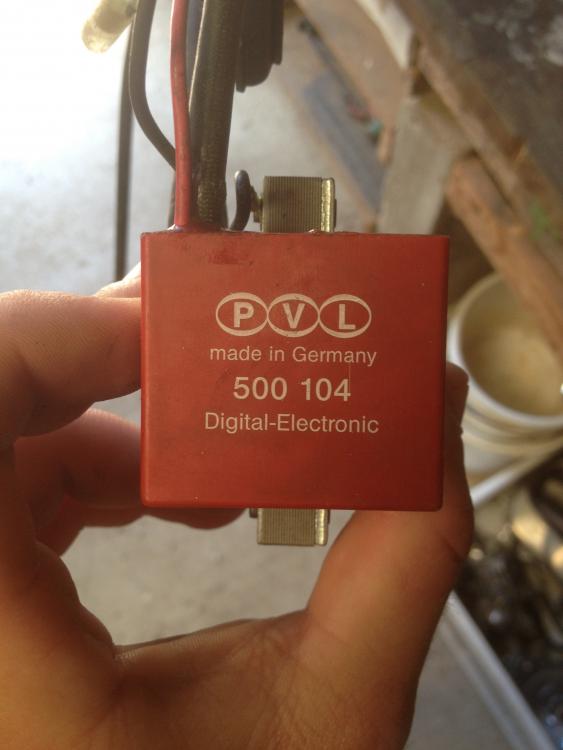 PVL
made in Germany
500 104
Digital-Electronic